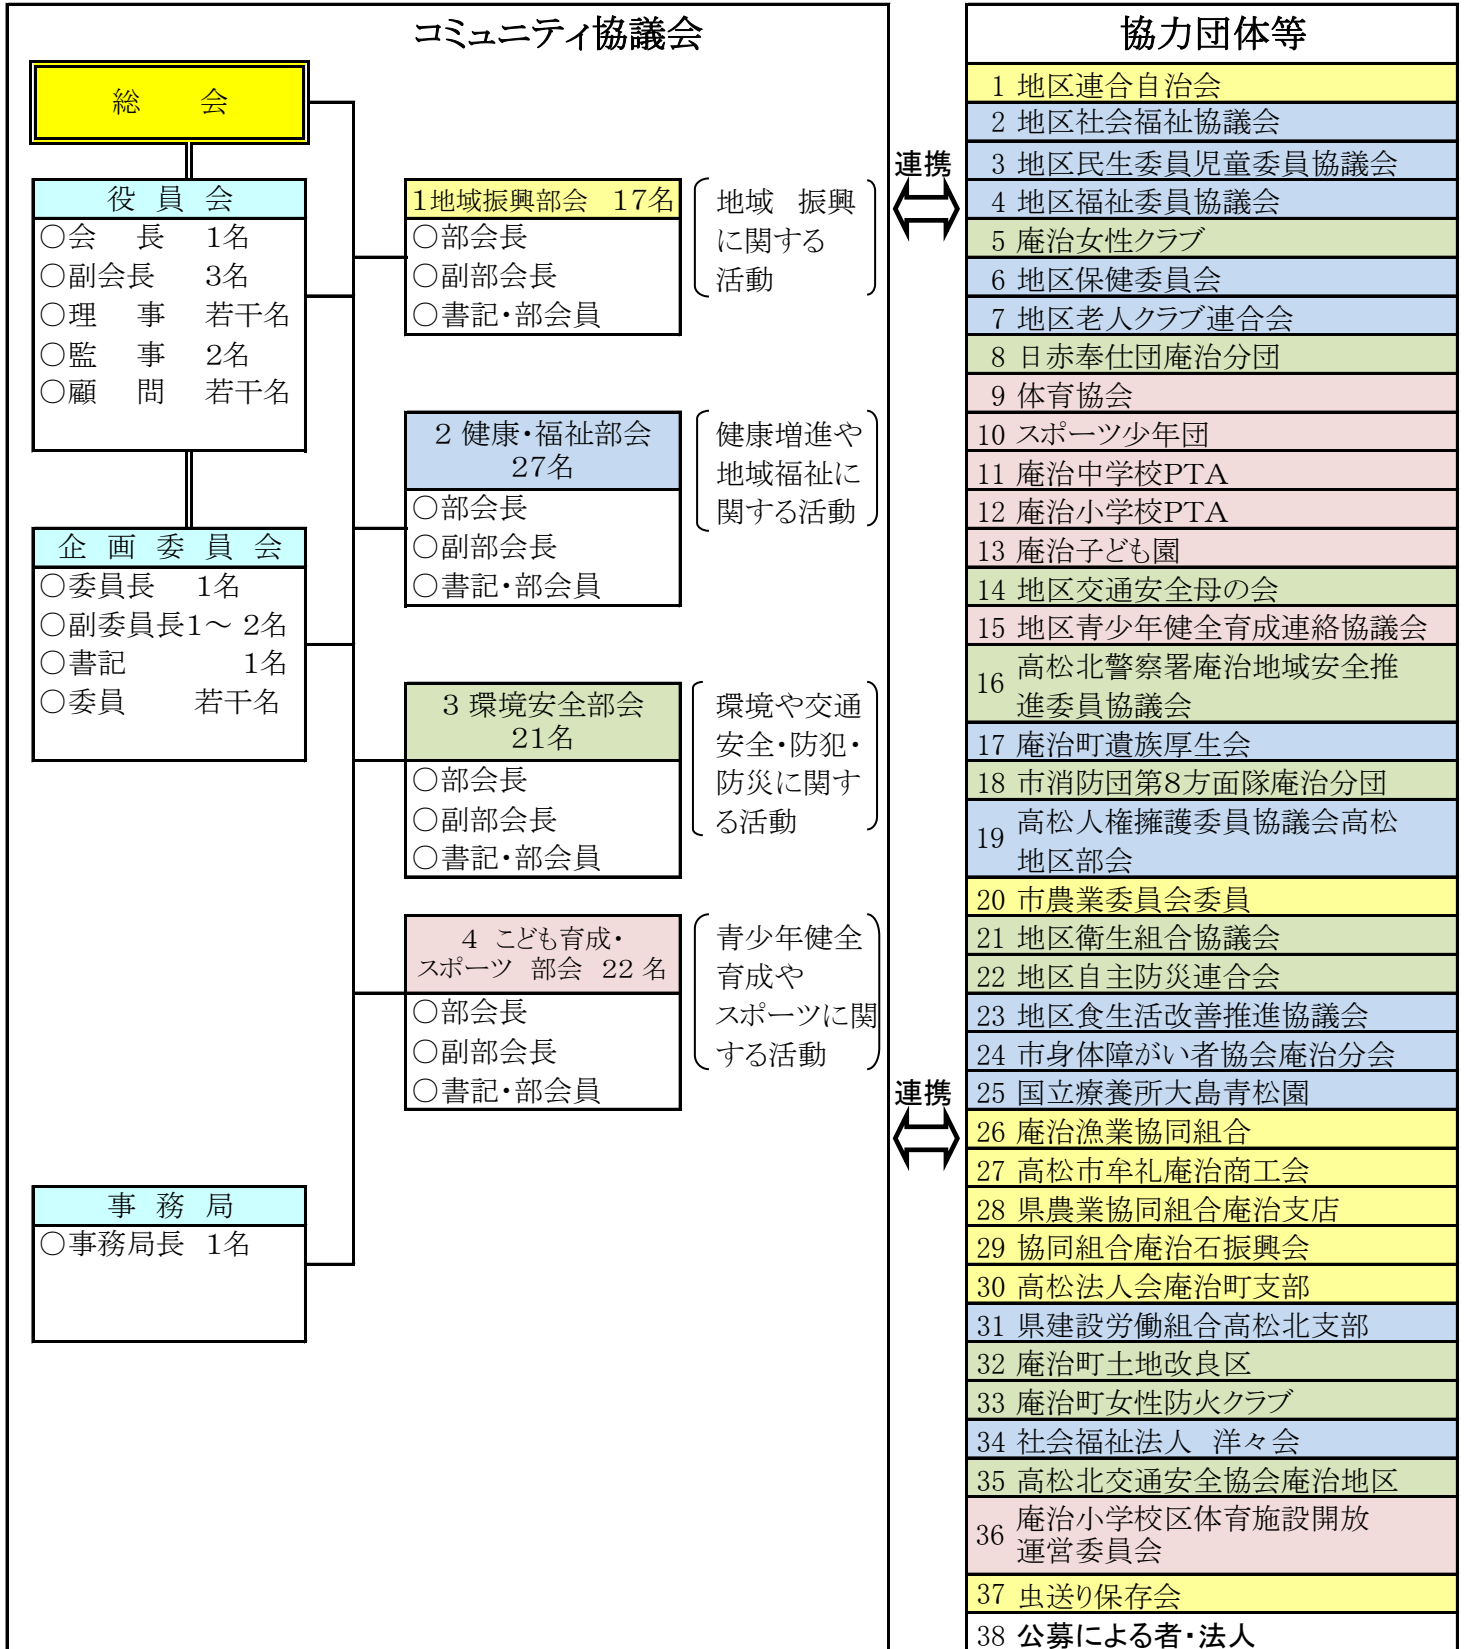 コミュニティ協議会
総 会
役 員 会
○会 長 1名
○副会長 3名
○理 事 若干名
○監 事 2名
○顧 問 若干名
企 画 委 員 会
○委員長 1名
○副委員長1～ 2名
○書記 1名
○委員 若干名
事 務 局
○事務局長 1名
1地域振興部会 17名
○部会長
○副部会長
○書記・部会員
地域 振興
に関する
活動
2 健康・福祉部会
27名
○部会長
○副部会長
○書記・部会員
健康増進や
地域福祉に
関する活動
3 環境安全部会
21名
○部会長
○副部会長
○書記・部会員
環境や交通
安全・防犯・
防災に関す
る活動
4 こども育成・
スポーツ 部会 22 名
○部会長
○副部会長
○書記・部会員
青少年健全
育成や
スポーツに関
する活動
連携
連携
協力団体等
1 地区連合自治会
2 地区社会福祉協議会
3 地区民生委員児童委員協議会
4 地区福祉委員協議会
5 庵治女性クラブ
6 地区保健委員会
7 地区老人クラブ連合会
8 日赤奉仕団庵治分団
9 体育協会
10 スポーツ少年団
11 庵治中学校PTA
12 庵治小学校PTA
13 庵治子ども園
14 地区交通安全母の会
15 地区青少年健全育成連絡協議会
16 高松北警察署庵治地域安全推
進委員協議会
17 庵治町遺族厚生会
18 市消防団第8方面隊庵治分団
19 高松人権擁護委員協議会高松
地区部会
20 市農業委員会委員
21 地区衛生組合協議会
22 地区自主防災連合会
23 地区食生活改善推進協議会
24 市身体障がい者協会庵治分会
25 国立療養所大島青松園
26 庵治漁業協同組合
27 高松市牟礼庵治商工会
28 県農業協同組合庵治支店
29 協同組合庵治石振興会
30 高松法人会庵治町支部
31 県建設労働組合高松北支部
32 庵治町土地改良区
33 庵治町女性防火クラブ
34 社会福祉法人 洋々会
35 高松北交通安全協会庵治地区
36 庵治小学校区体育施設開放
運営委員会
37 虫送り保存会
38 公募による者・法人